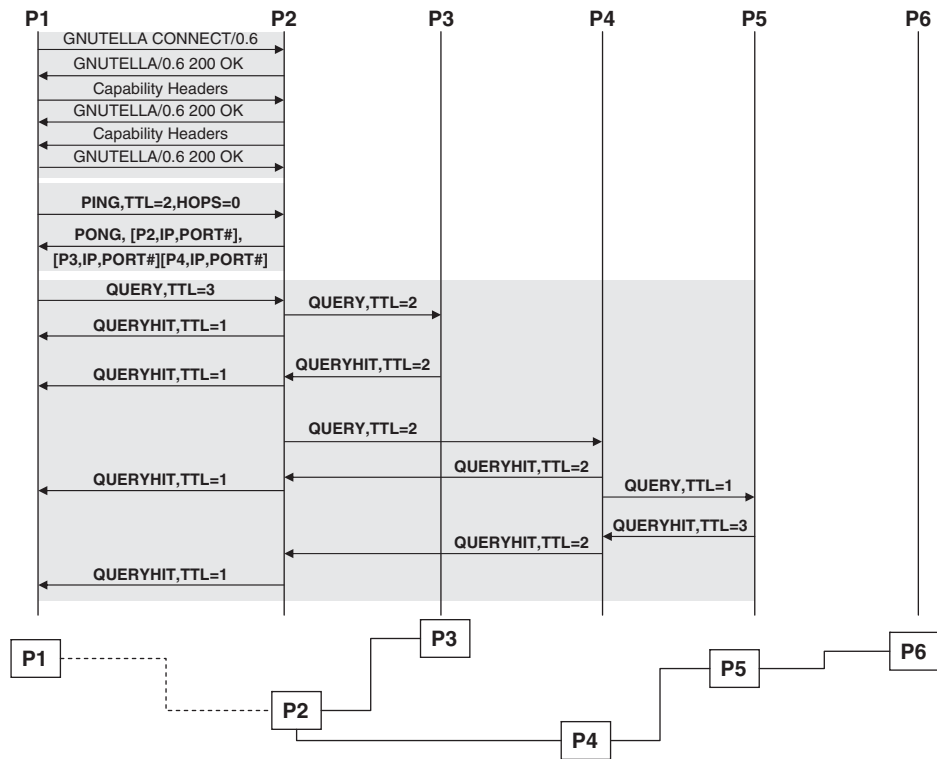 P1 P2 P3 P4 P5 P6
GNUTELLA CONNECT/0.6
GNUTELLA/0.6 200 OK
Capability Headers
GNUTELLA/0.6 200 OK
Capability Headers
GNUTELLA/0.6 200 OK
PING,TTL=2,HOPS=0
PONG, [P2,IP,PORT#],
[P3,IP,PORT#][P4,IP,PORT#]
QUERY,TTL=3
QUERY,TTL=2
QUERYHIT,TTL=1
QUERYHIT,TTL=2
QUERYHIT,TTL=1
QUERY,TTL=2
QUERYHIT,TTL=2
QUERYHIT,TTL=1
QUERY,TTL=1
QUERYHIT,TTL=3
QUERYHIT,TTL=2
QUERYHIT,TTL=1
P3
P1
P6
P5
P2
P4